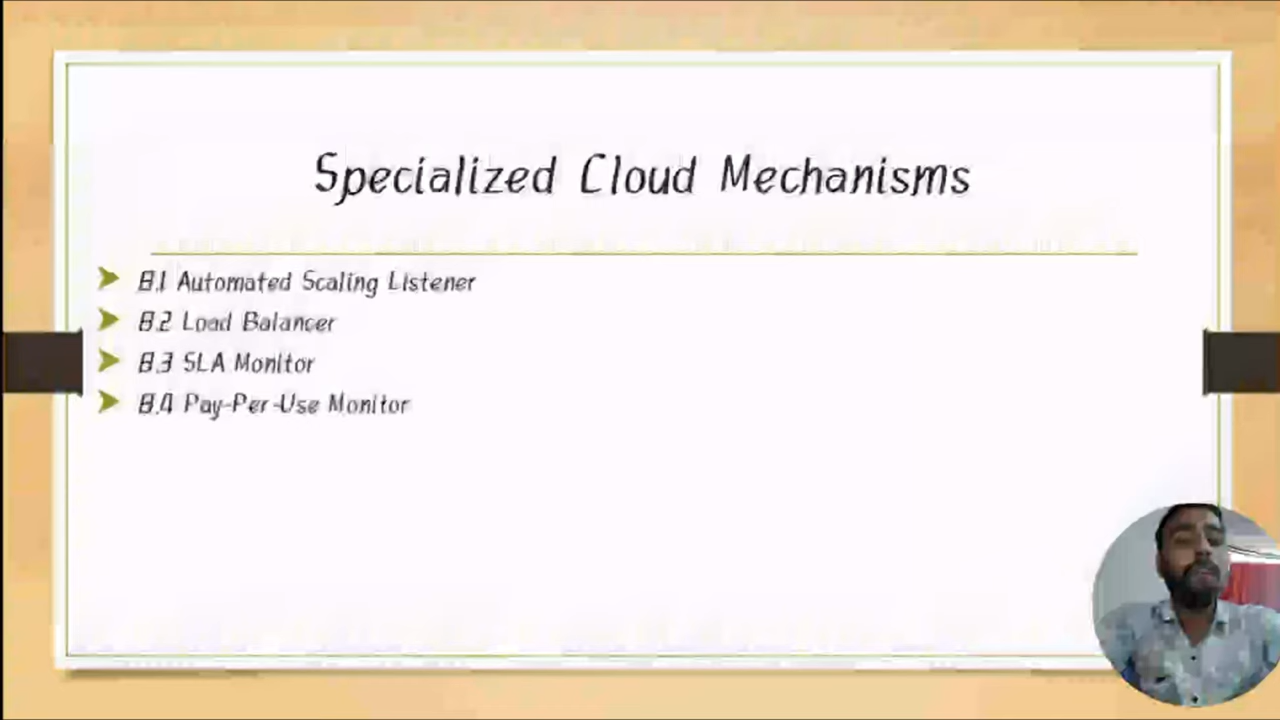 Specialized Cloud Mechanisms
8.1 Automated Scaling Listener
8.2 Load Balancer
8.3 SLA Monitor
8.4 Pay-Per-Use Monitor